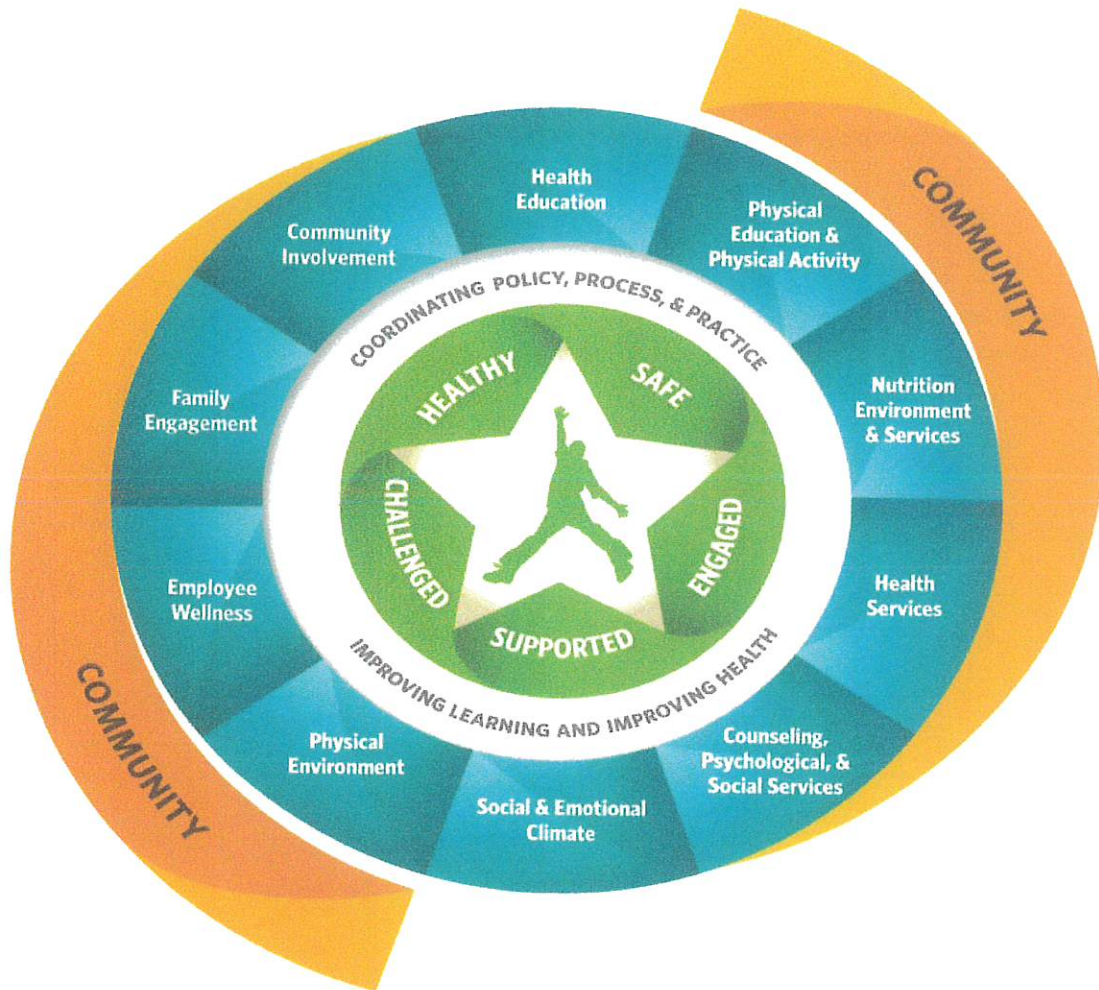 COMMUNITY
Health
Education
Physical
Education &
Physical Activity
Nutrition
Environment
& Services
Health
Services
Counseling,
Psychological, &
Social Services
Social & Emotional
Climate
Physical
Environment
Employee
Wellness
Family
Engagement
Community
Involvement
COORDINATING POLICY, PROCESS, & PRACTICE
IMPROVING LEARNING AND IMPROVING HEALTH
HEALTHY
SAFE
ENGAGED
SUPPORTED
CHALLENGED
COMMUNITY